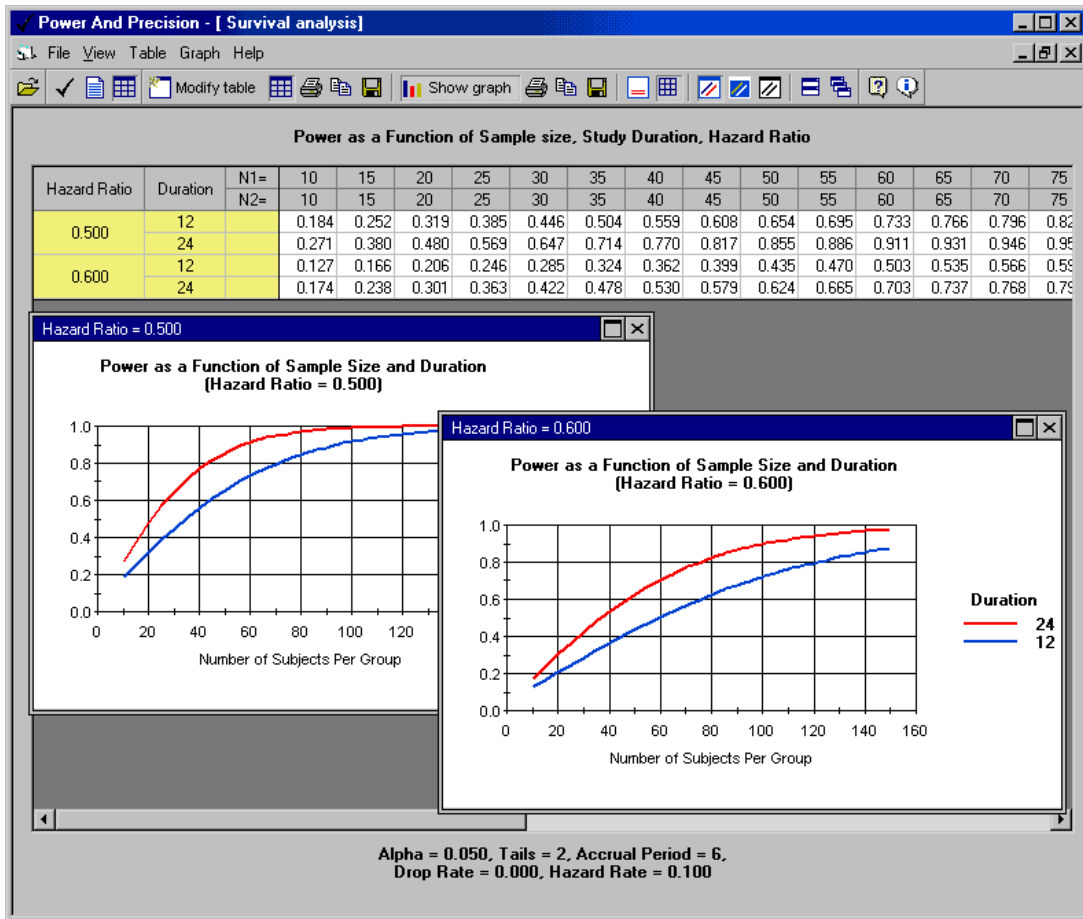 Power And Precision - [ Survival analysis]
File View Table Graph Help
Modify table Show graph
Power as a Function of Sample size, Study Duration, Hazard Ratio
Hazard Ratio Duration N1= 10 15 20 25 30 35 40 45 50 55 60 65 70 75
N2= 10 15 20 25 30 35 40 45 50 55 60 65 70 75
0.500 12 0.184 0.252 0.319 0.385 0.446 0.504 0.559 0.608 0.654 0.695 0.733 0.766 0.796 0.82
24 0.271 0.380 0.480 0.569 0.647 0.714 0.770 0.817 0.855 0.886 0.911 0.931 0.946 0.95
0.600 12 0.127 0.166 0.206 0.246 0.285 0.324 0.362 0.399 0.435 0.470 0.503 0.535 0.566 0.59
24 0.174 0.238 0.301 0.363 0.422 0.478 0.530 0.579 0.624 0.665 0.703 0.737 0.768 0.79
Hazard Ratio = 0.500
Power as a Function of Sample Size and Duration
(Hazard Ratio = 0.500)
1.0
0.8
0.6
0.4
0.2
0.0
0 20 40 60 80 100 120
Number of Subjects Per Group
Hazard Ratio = 0.600
Power as a Function of Sample Size and Duration
(Hazard Ratio = 0.600)
1.0
0.8
0.6
0.4
0.2
0.0
0 20 40 60 80 100 120 140 160
Number of Subjects Per Group
Duration
24
12
Alpha = 0.050, Tails = 2, Accrual Period = 6,
Drop Rate = 0.000, Hazard Rate = 0.100